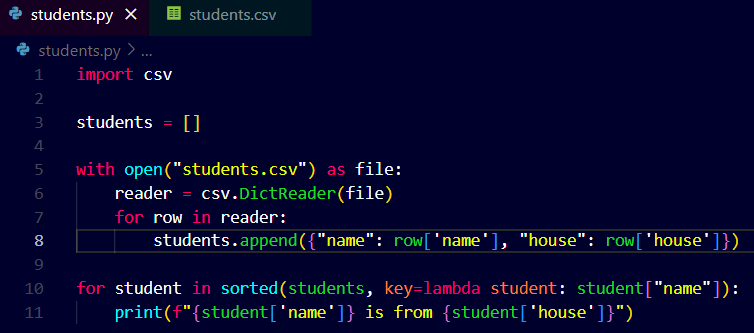 students.py × students.csv
students.py > ...
1 import csv
2
3 students = []
4
5 with open("students.csv") as file:
6     reader = csv.DictReader(file)
7     for row in reader:
8         students.append({"name": row['name'], "house": row['house']})
9
10 for student in sorted(students, key=lambda student: student["name"]):
11     print(f"{student['name']} is from {student['house']}")